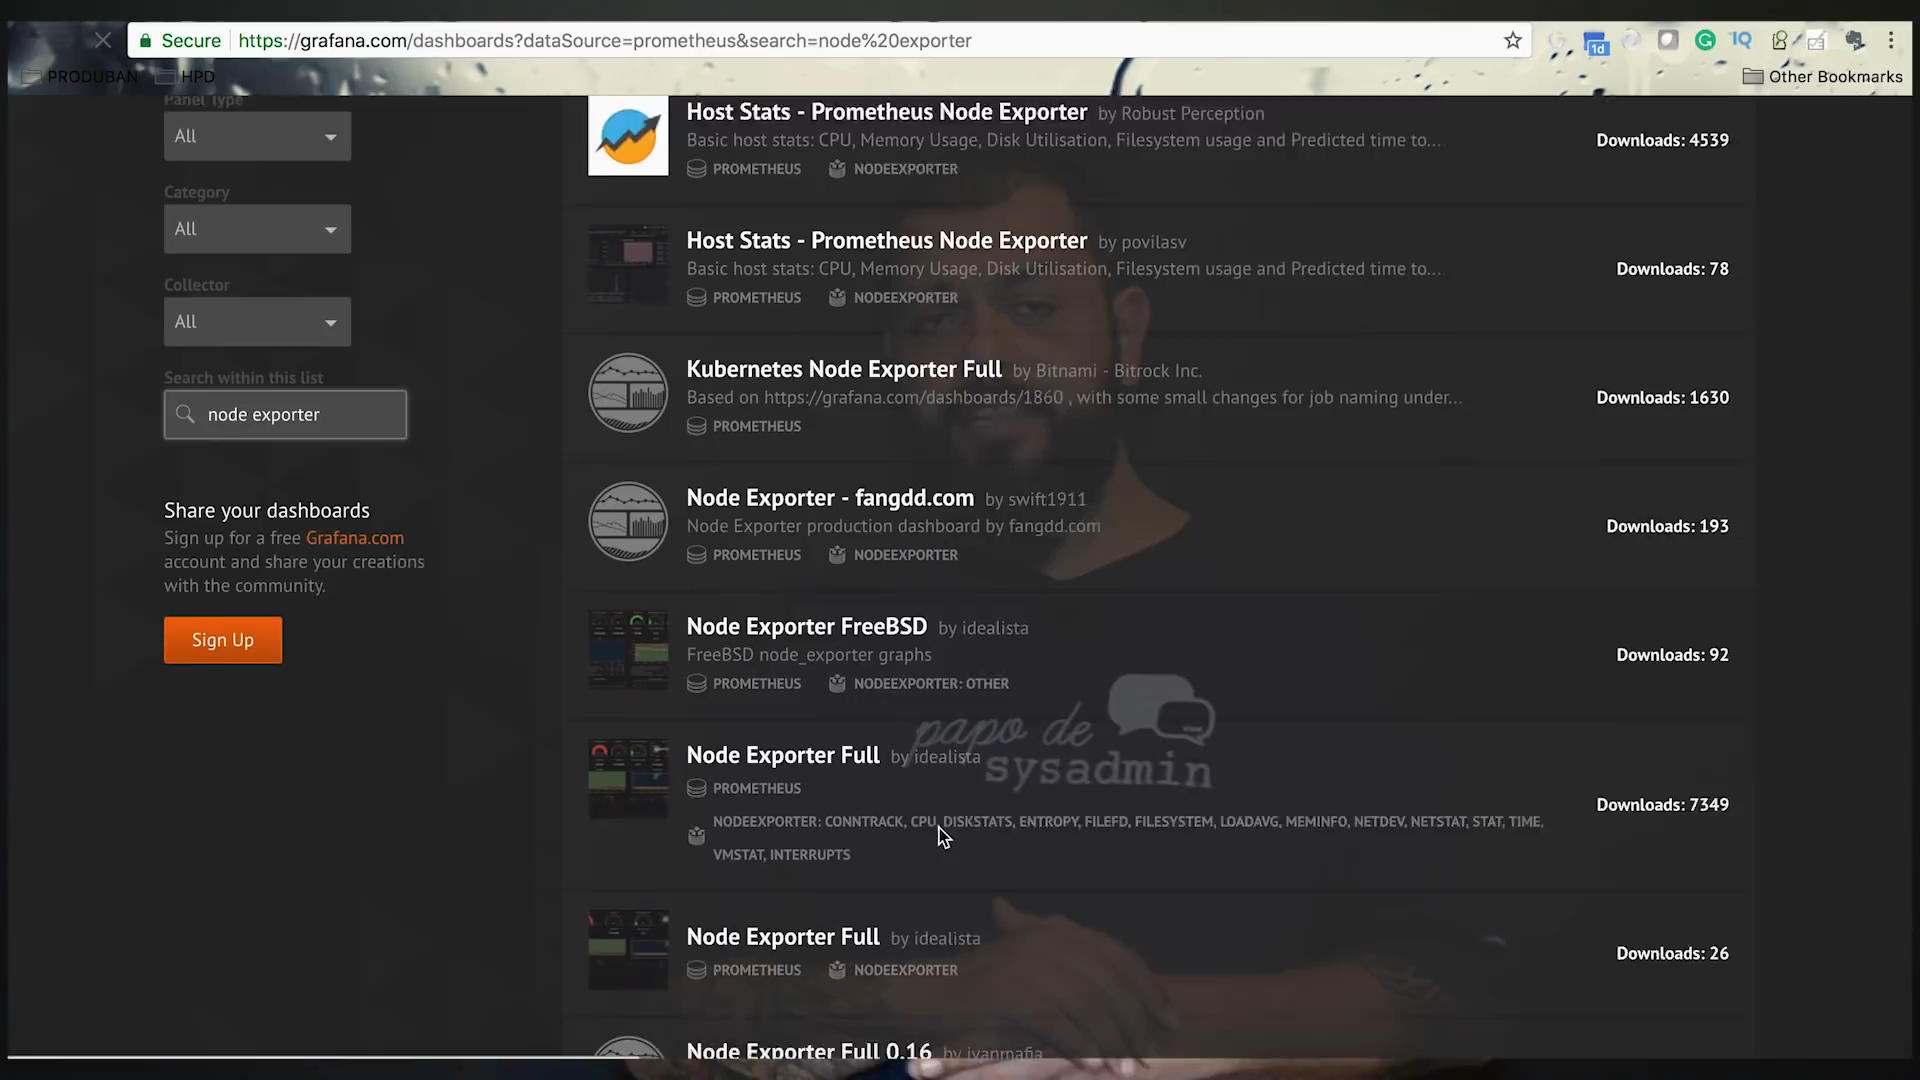 Secure
https://grafana.com/dashboards?dataSource=prometheus&search=node%20exporter
1d
IQ
PRODUBAN
HPD
Other Bookmarks
Panel Type
All
Category
All
Collector
All
Search within this list
node exporter
Share your dashboards
Sign up for a free Grafana.com
account and share your creations
with the community.
Sign Up
Host Stats - Prometheus Node Exporter by Robust Perception
Basic host stats: CPU, Memory Usage, Disk Utilisation, Filesystem usage and Predicted time to...
PROMETHEUS NODEEXPORTER
Downloads: 4539
Host Stats - Prometheus Node Exporter by povilasv
Basic host stats: CPU, Memory Usage, Disk Utilisation, Filesystem usage and Predicted time to...
PROMETHEUS NODEEXPORTER
Downloads: 78
Kubernetes Node Exporter Full by Bitnami - Bitrock Inc.
Based on https://grafana.com/dashboards/1860 , with some small changes for job naming under...
PROMETHEUS
Downloads: 1630
Node Exporter - fangdd.com by swift1911
Node Exporter production dashboard by fangdd.com
PROMETHEUS NODEEXPORTER
Downloads: 193
Node Exporter FreeBSD by idealista
FreeBSD node_exporter graphs
PROMETHEUS NODEEXPORTER: OTHER
Downloads: 92
papo de
sysadmin
Node Exporter Full by idealista
PROMETHEUS
NODEEXPORTER: CONNTRACK, CPU, DISKSTATS, ENTROPY, FILEFD, FILESYSTEM, LOADAVG, MEMINFO, NETDEV, NETSTAT, STAT, TIME,
VMSTAT, INTERRUPTS
Downloads: 7349
Node Exporter Full by idealista
PROMETHEUS NODEEXPORTER
Downloads: 26
Node Exporter Full 0.16 by ivanmafia